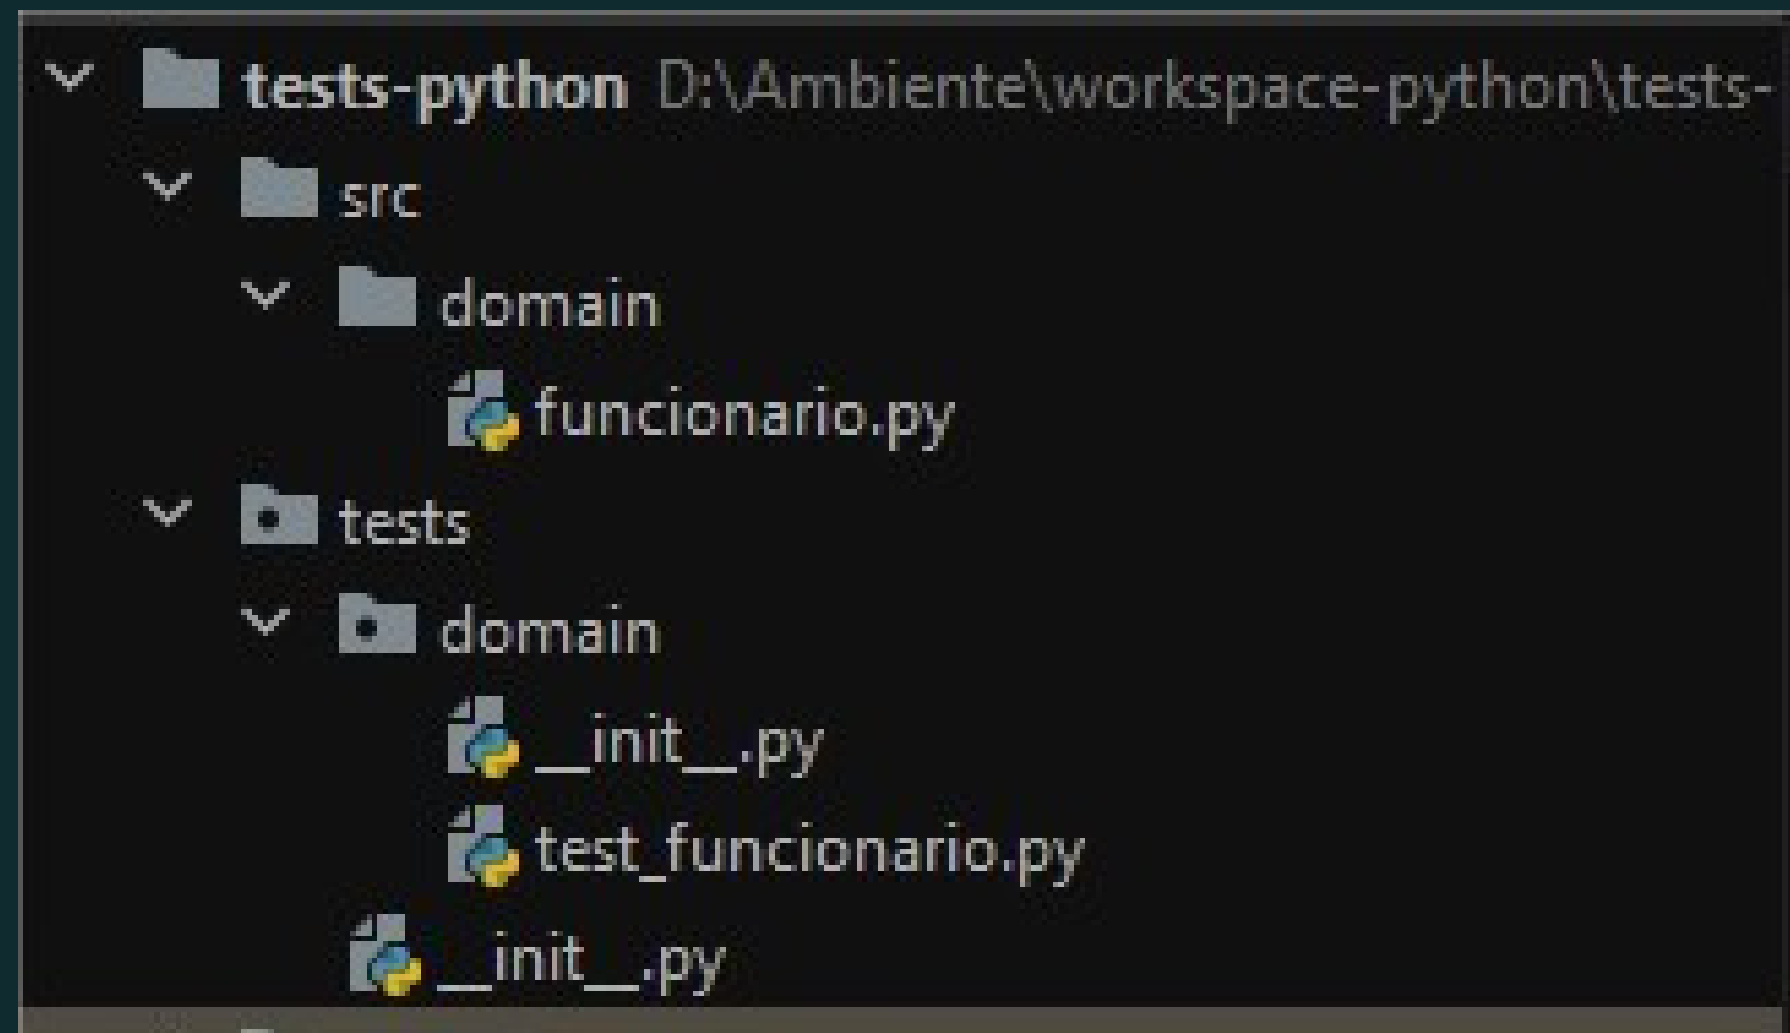 tests-python D:\Ambiente\workspace-python\tests-
src
domain
funcionario.py
tests
domain
__init__.py
test_funcionario.py
__init__.py